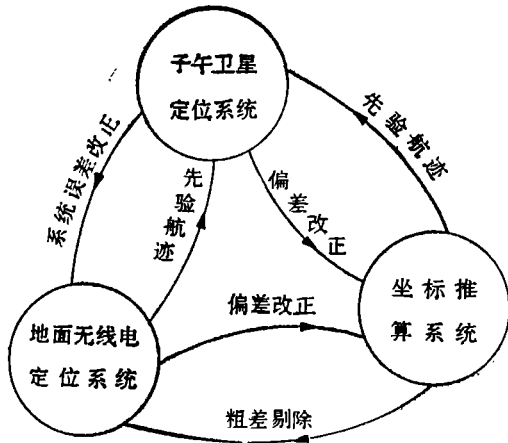 子午卫星
定位系统
系统误差改正
先验航迹
偏差改正
先验航迹
地面无线电
定位系统
偏差改正
坐标推
算系统
粗差剔除